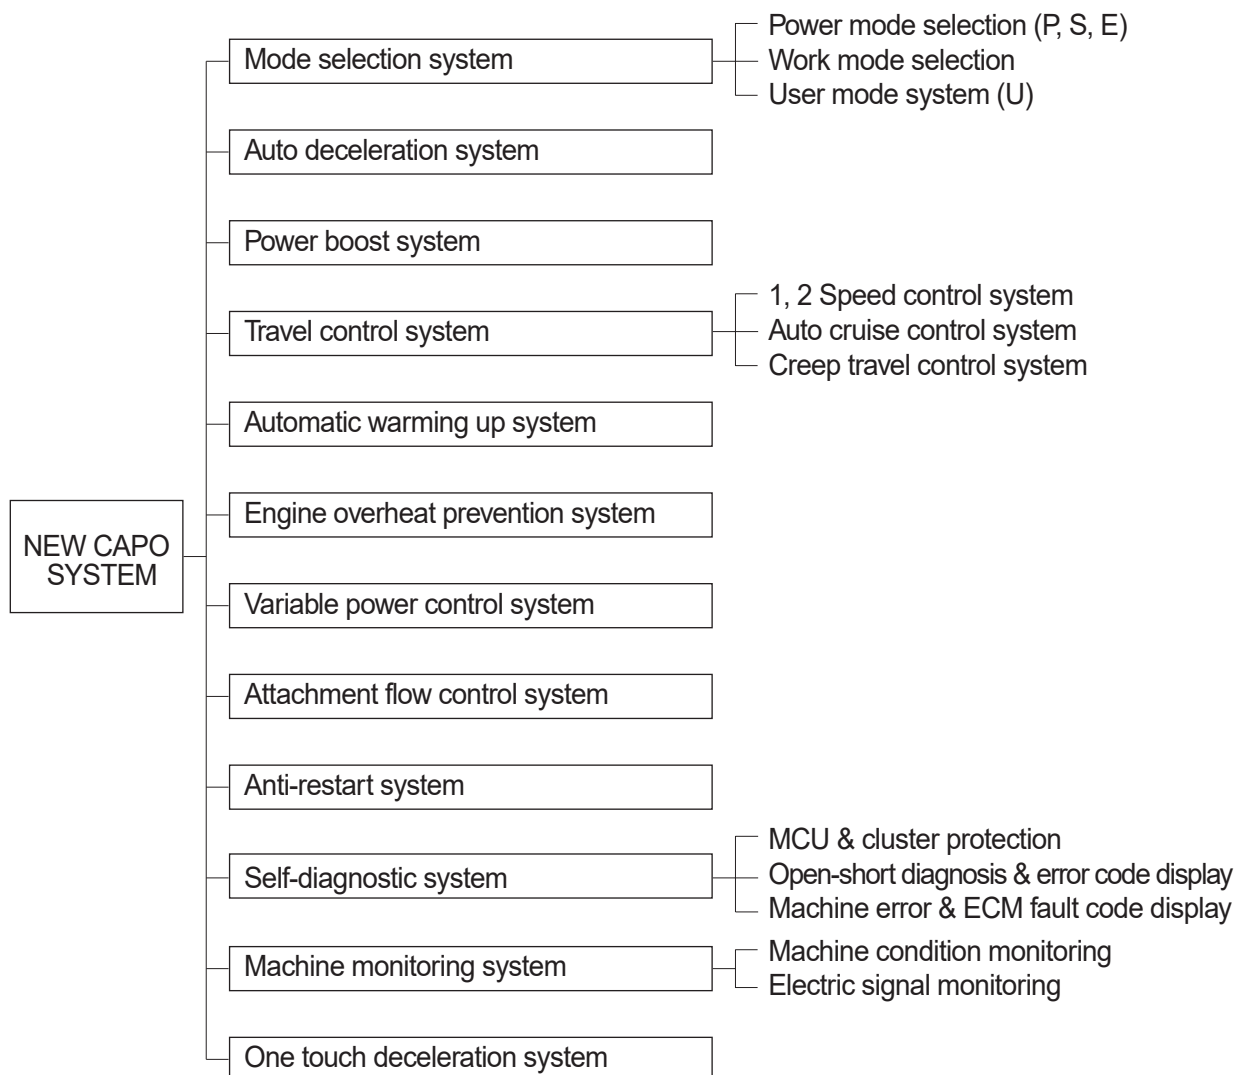 Power mode selection (P, S, E)
Mode selection system
Work mode selection
User mode system (U)
Auto deceleration system
Power boost system
1, 2 Speed control system
Travel control system
Auto cruise control system
Creep travel control system
Automatic warming up system
Engine overheat prevention system
NEW CAPO
SYSTEM
Variable power control system
Attachment flow control system
Anti-restart system
MCU & cluster protection
Self-diagnostic system
Open-short diagnosis & error code display
Machine error & ECM fault code display
Machine monitoring system
Machine condition monitoring
Electric signal monitoring
One touch deceleration system